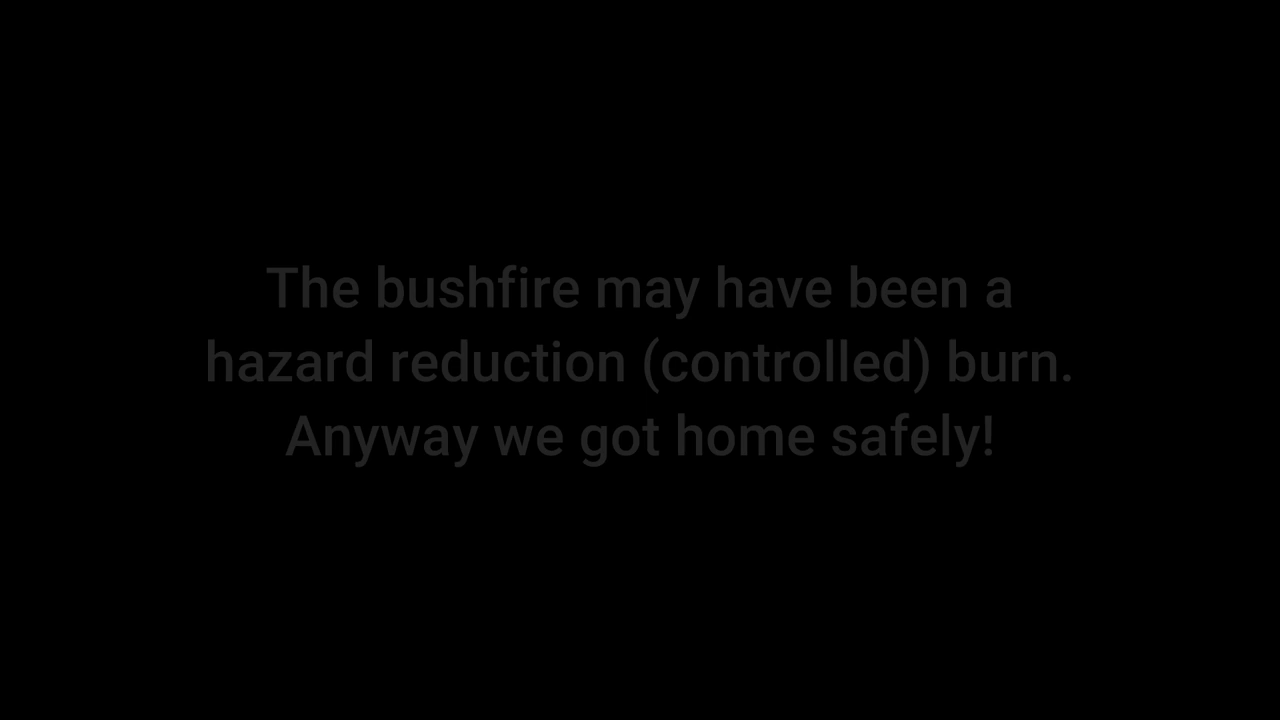 The bushfire may have been a
hazard reduction (controlled) burn.
Anyway we got home safely!